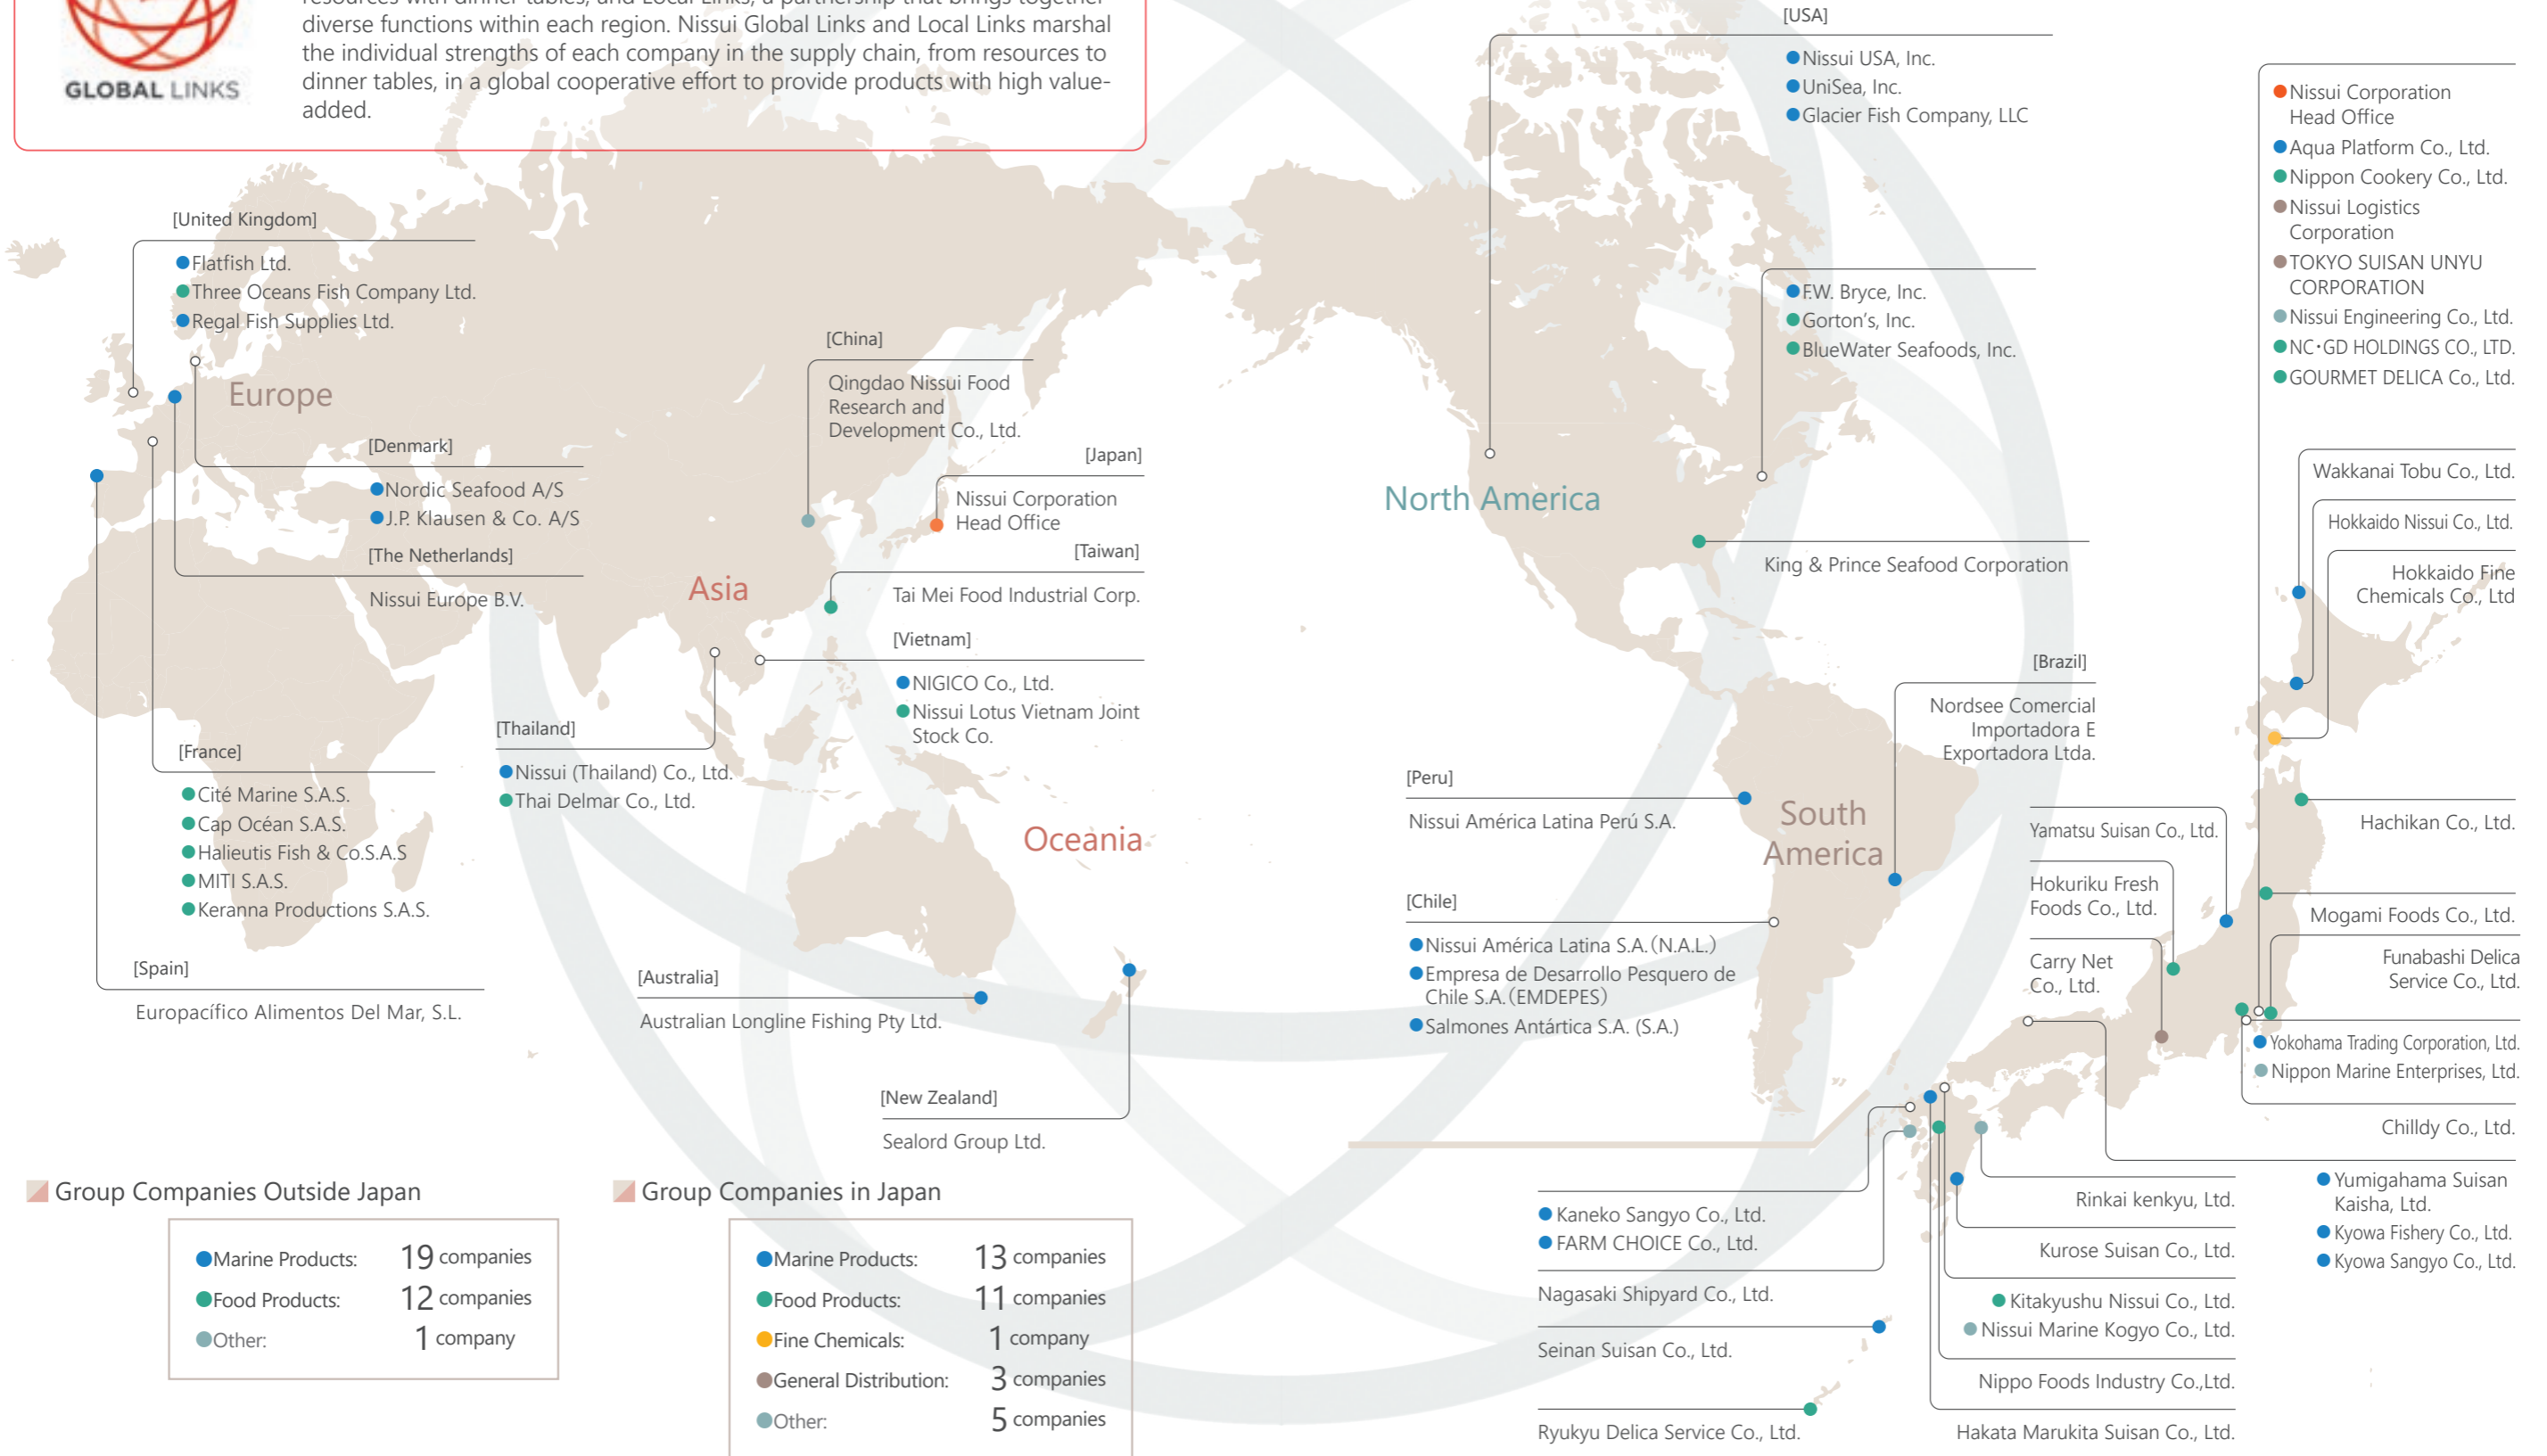 resources with dinner tables, and Local Links, a partnership that brings together
diverse functions within each region. Nissui Global Links and Local Links marshal
the individual strengths of each company in the supply chain, from resources to
dinner tables, in a global cooperative effort to provide products with high value-
added.
GLOBAL LINKS
[United Kingdom]
Flatfish Ltd.
Three Oceans Fish Company Ltd.
Regal Fish Supplies Ltd.
Europe
[Denmark]
Nordic Seafood A/S
J.P. Klausen & Co. A/S
[The Netherlands]
Nissui Europe B.V.
[France]
Cité Marine S.A.S.
Cap Océan S.A.S.
Halieutis Fish & Co.S.A.S
MITI S.A.S.
Keranna Productions S.A.S.
[Spain]
Europacífico Alimentos Del Mar, S.L.
[China]
Qingdao Nissui Food
Research and
Development Co., Ltd.
[Japan]
Nissui Corporation
Head Office
[Taiwan]
Tai Mei Food Industrial Corp.
Asia
[Vietnam]
NIGICO Co., Ltd.
Nissui Lotus Vietnam Joint
Stock Co.
[Thailand]
Nissui (Thailand) Co., Ltd.
Thai Delmar Co., Ltd.
Oceania
[Australia]
Australian Longline Fishing Pty Ltd.
[New Zealand]
Sealord Group Ltd.
[USA]
Nissui USA, Inc.
UniSea, Inc.
Glacier Fish Company, LLC
F.W. Bryce, Inc.
Gorton's, Inc.
BlueWater Seafoods, Inc.
North America
King & Prince Seafood Corporation
[Brazil]
Nordsee Comercial
Importadora E
Exportadora Ltda.
[Peru]
Nissui América Latina Perú S.A.
South
America
[Chile]
Nissui América Latina S.A.(N.A.L.)
Empresa de Desarrollo Pesquero de
Chile S.A.(EMDEPES)
Salmones Antártica S.A. (S.A.)
Nissui Corporation
Head Office
Aqua Platform Co., Ltd.
Nippon Cookery Co., Ltd.
Nissui Logistics
Corporation
TOKYO SUISAN UNYU
CORPORATION
Nissui Engineering Co., Ltd.
NC・GD HOLDINGS CO., LTD.
GOURMET DELICA Co., Ltd.
Wakkanai Tobu Co., Ltd.
Hokkaido Nissui Co., Ltd.
Hokkaido Fine
Chemicals Co., Ltd
Hachikan Co., Ltd.
Mogami Foods Co., Ltd.
Funabashi Delica
Service Co., Ltd.
Yamatsu Suisan Co., Ltd.
Hokuriku Fresh
Foods Co., Ltd.
Carry Net
Co., Ltd.
Yokohama Trading Corporation, Ltd.
Nippon Marine Enterprises, Ltd.
Chilldy Co., Ltd.
Yumigahama Suisan
Kaisha, Ltd.
Kyowa Fishery Co., Ltd.
Kyowa Sangyo Co., Ltd.
Rinkai kenkyu, Ltd.
Kurose Suisan Co., Ltd.
Kitakyushu Nissui Co., Ltd.
Nissui Marine Kogyo Co., Ltd.
Nippo Foods Industry Co.,Ltd.
Hakata Marukita Suisan Co., Ltd.
Kaneko Sangyo Co., Ltd.
FARM CHOICE Co., Ltd.
Nagasaki Shipyard Co., Ltd.
Seinan Suisan Co., Ltd.
Ryukyu Delica Service Co., Ltd.
Group Companies Outside Japan
Marine Products: 19 companies
Food Products: 12 companies
Other: 1 company
Group Companies in Japan
Marine Products: 13 companies
Food Products: 11 companies
Fine Chemicals: 1 company
General Distribution: 3 companies
Other: 5 companies